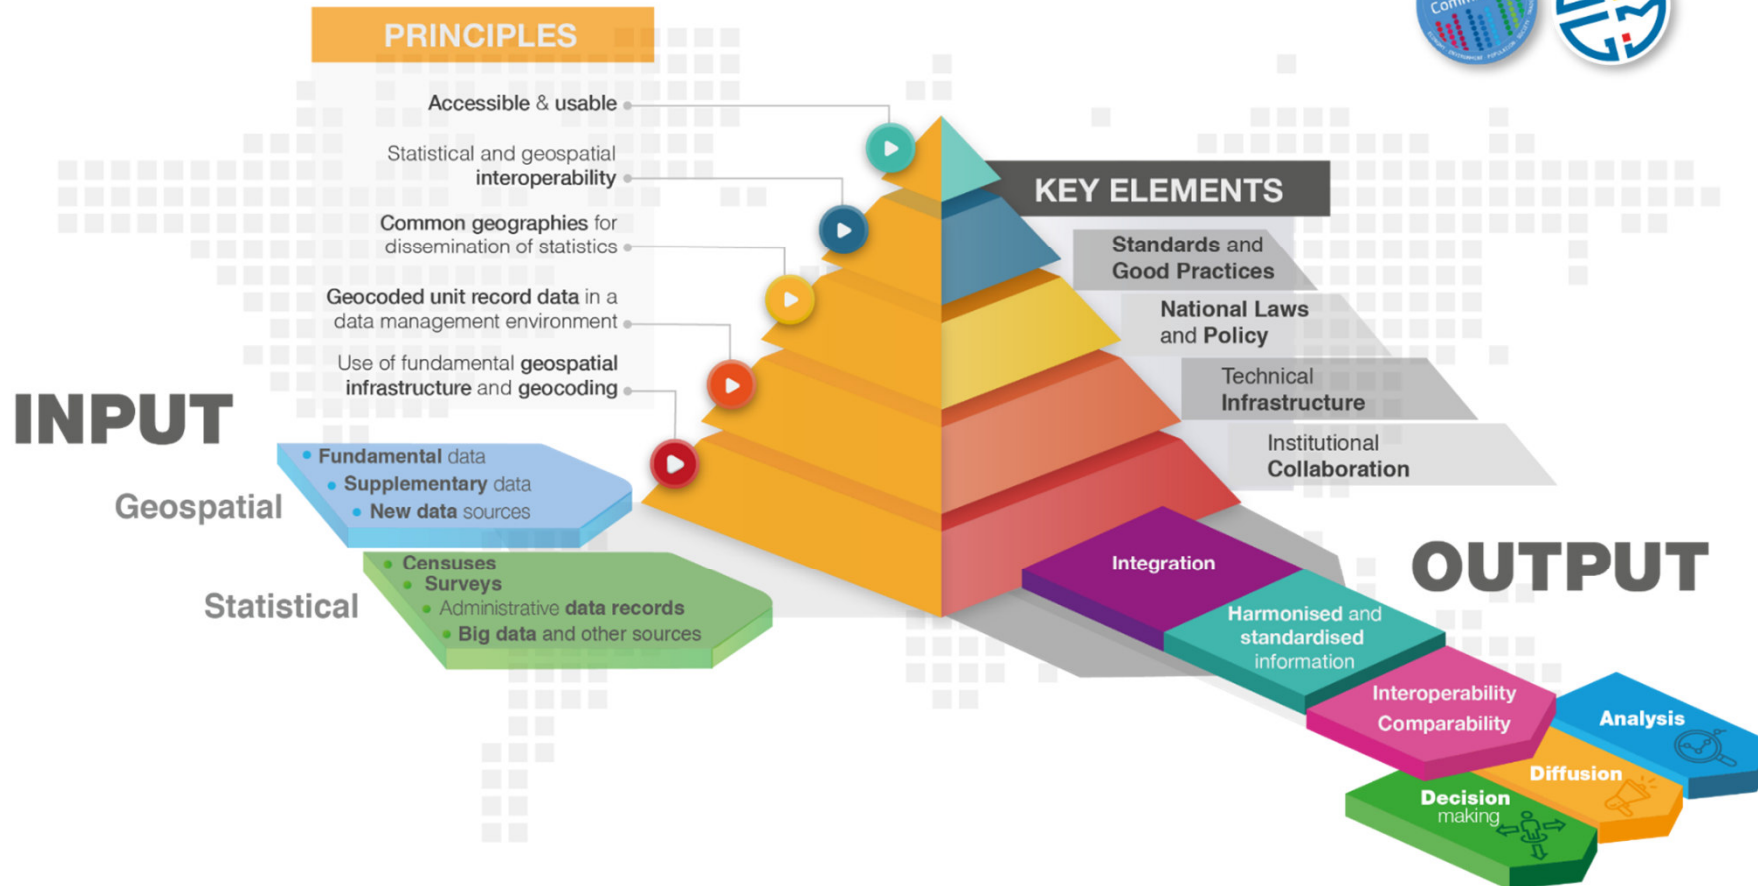 PRINCIPLES
Accessible & usable
Statistical and geospatial
interoperability
Common geographies for
dissemination of statistics
Geocoded unit record data in a
data management environment
Use of fundamental geospatial
infrastructure and geocoding
KEY ELEMENTS
Standards and
Good Practices
National Laws
and Policy
Technical
Infrastructure
Institutional
Collaboration
INPUT
Geospatial
• Fundamental data
• Supplementary data
• New data sources
Statistical
• Censuses
• Surveys
• Administrative data records
• Big data and other sources
OUTPUT
Integration
Harmonised and
standardised
information
Interoperability
Comparability
Analysis
Diffusion
Decision
making